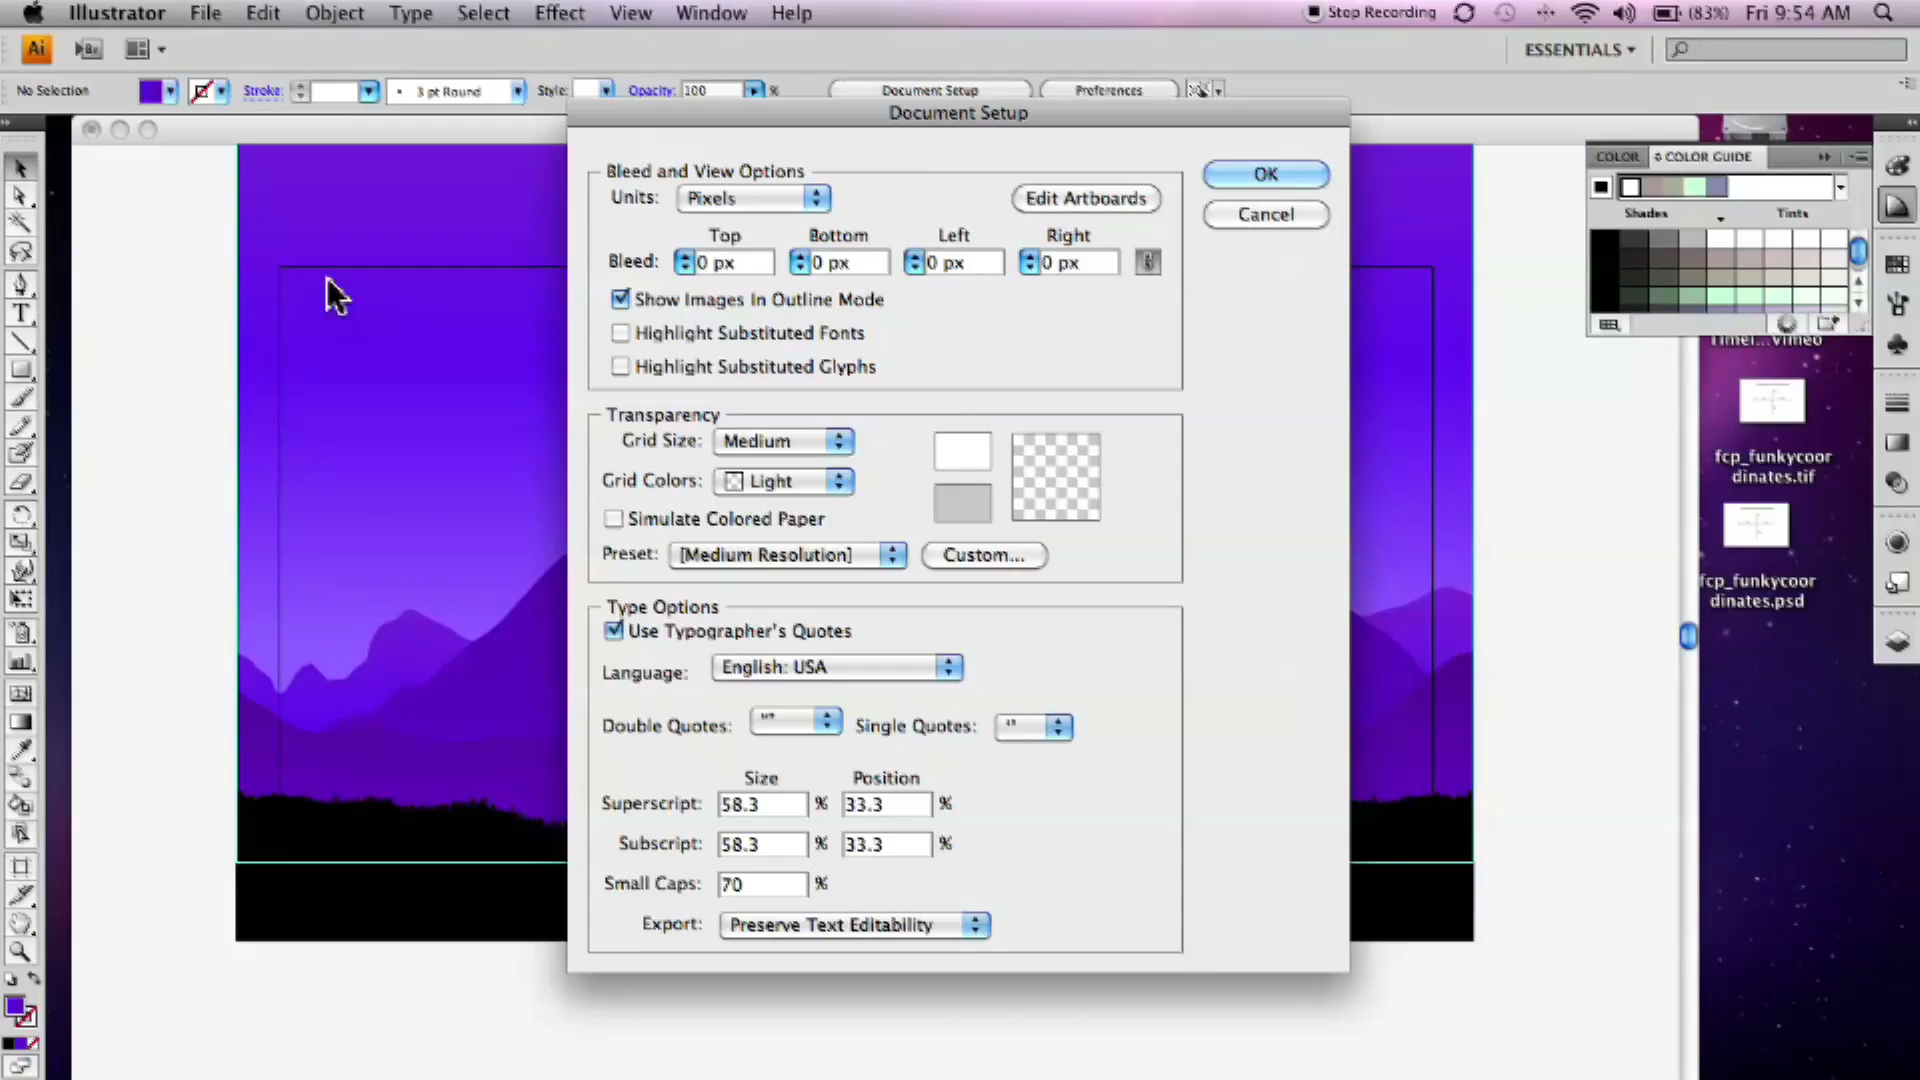 Illustrator File Edit Object Type Select Effect View Window Help Stop Recording (83%) Fri 9:54 AM
Ai Br ESSENTIALS
No Selection Stroke: 3 pt Round Style: Opacity: 100 % Document Setup Preferences
Document Setup
Bleed and View Options
OK
Units: Pixels Edit Artboards
Cancel
Top Bottom Left Right
Bleed: 0 px 0 px 0 px 0 px
Show Images In Outline Mode
Highlight Substituted Fonts
Highlight Substituted Glyphs
Transparency
Grid Size: Medium
Grid Colors: Light
Simulate Colored Paper
Preset: [Medium Resolution] Custom...
Type Options
Use Typographer's Quotes
Language: English: USA
Double Quotes: “” Single Quotes: ‘’
Size Position
Superscript: 58.3 % 33.3 %
Subscript: 58.3 % 33.3 %
Small Caps: 70 %
Export: Preserve Text Editability
COLOR COLOR GUIDE
Shades Tints
Timel...Vimeo
fcp_funkycoor
dinates.tif
fcp_funkycoor
dinates.psd